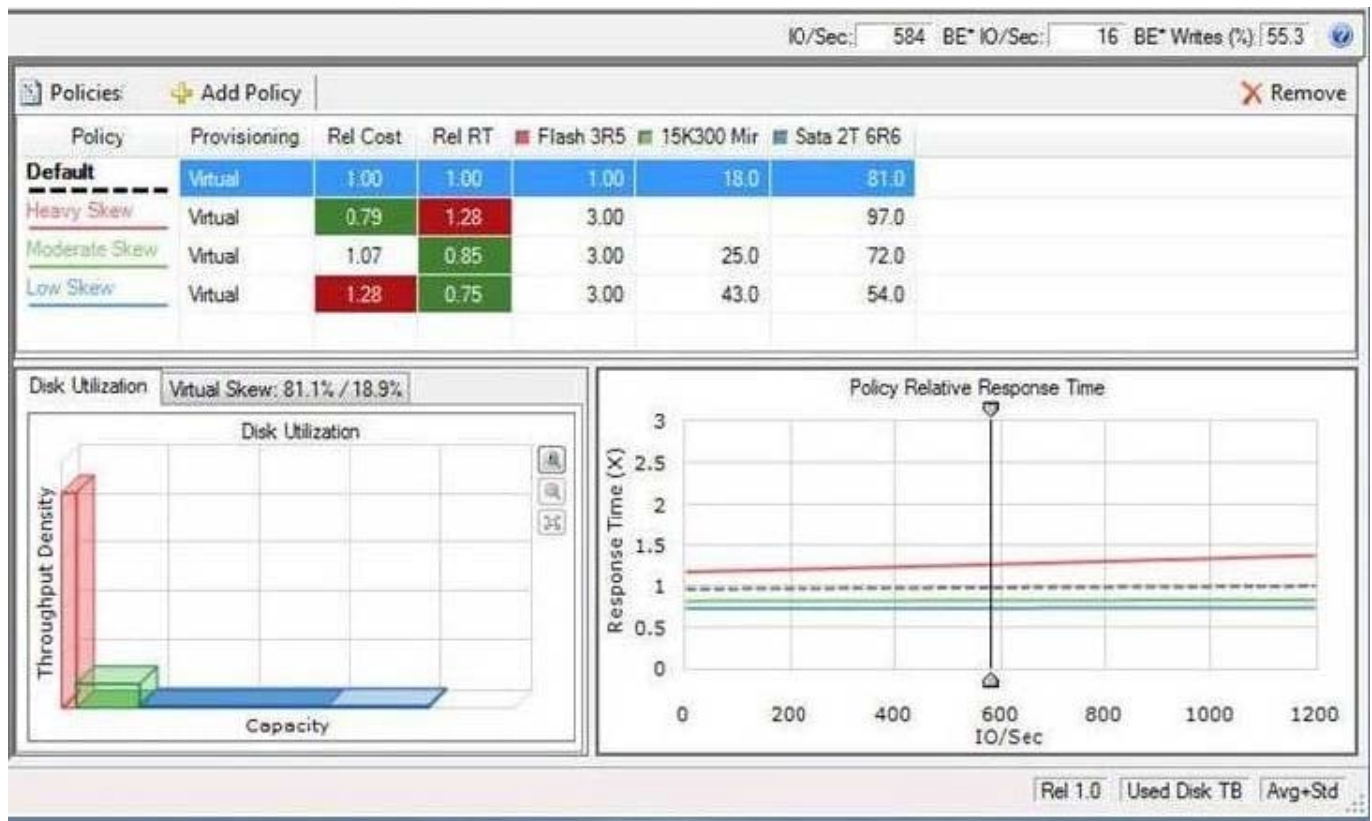 IO/Sec: 584 BE* IO/Sec: 16 BE* Writes (%) 55.3
Policies Add Policy Remove
Policy Provisioning Rel Cost Rel RT Flash 3R5 15K300 Mir Sata 2T 6R6
Default Virtual 1.00 1.00 1.00 18.0 81.0
Heavy Skew Virtual 0.79 1.28 3.00 97.0
Moderate Skew Virtual 1.07 0.85 3.00 25.0 72.0
Low Skew Virtual 1.28 0.75 3.00 43.0 54.0
Disk Utilization Virtual Skew: 81.1% / 18.9%
Disk Utilization
Throughput Density
Capacity
Policy Relative Response Time
Response Time (X)
3
2.5
2
1.5
1
0.5
0
0 200 400 600 800 1000 1200
IO/Sec
Rel 1.0 Used Disk TB Avg+Std